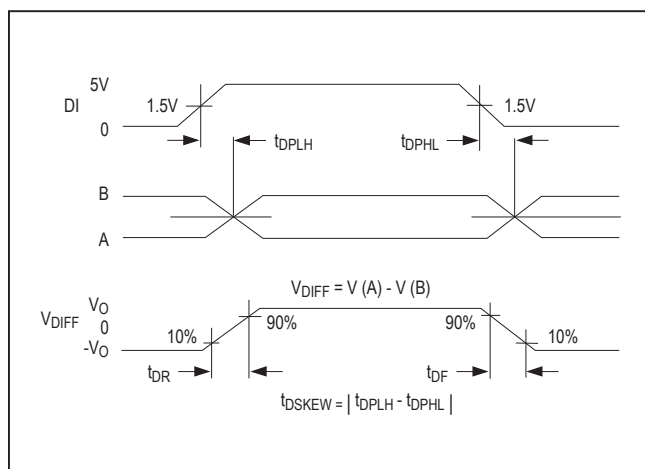 5V
DI
1.5V
1.5V
0
tDPLH
tDPHL
B
A
VDIFF = V (A) - V (B)
VO
VDIFF
0
-VO
10%
90%
90%
10%
tDR
tDF
tDSKEW = | tDPLH - tDPHL |